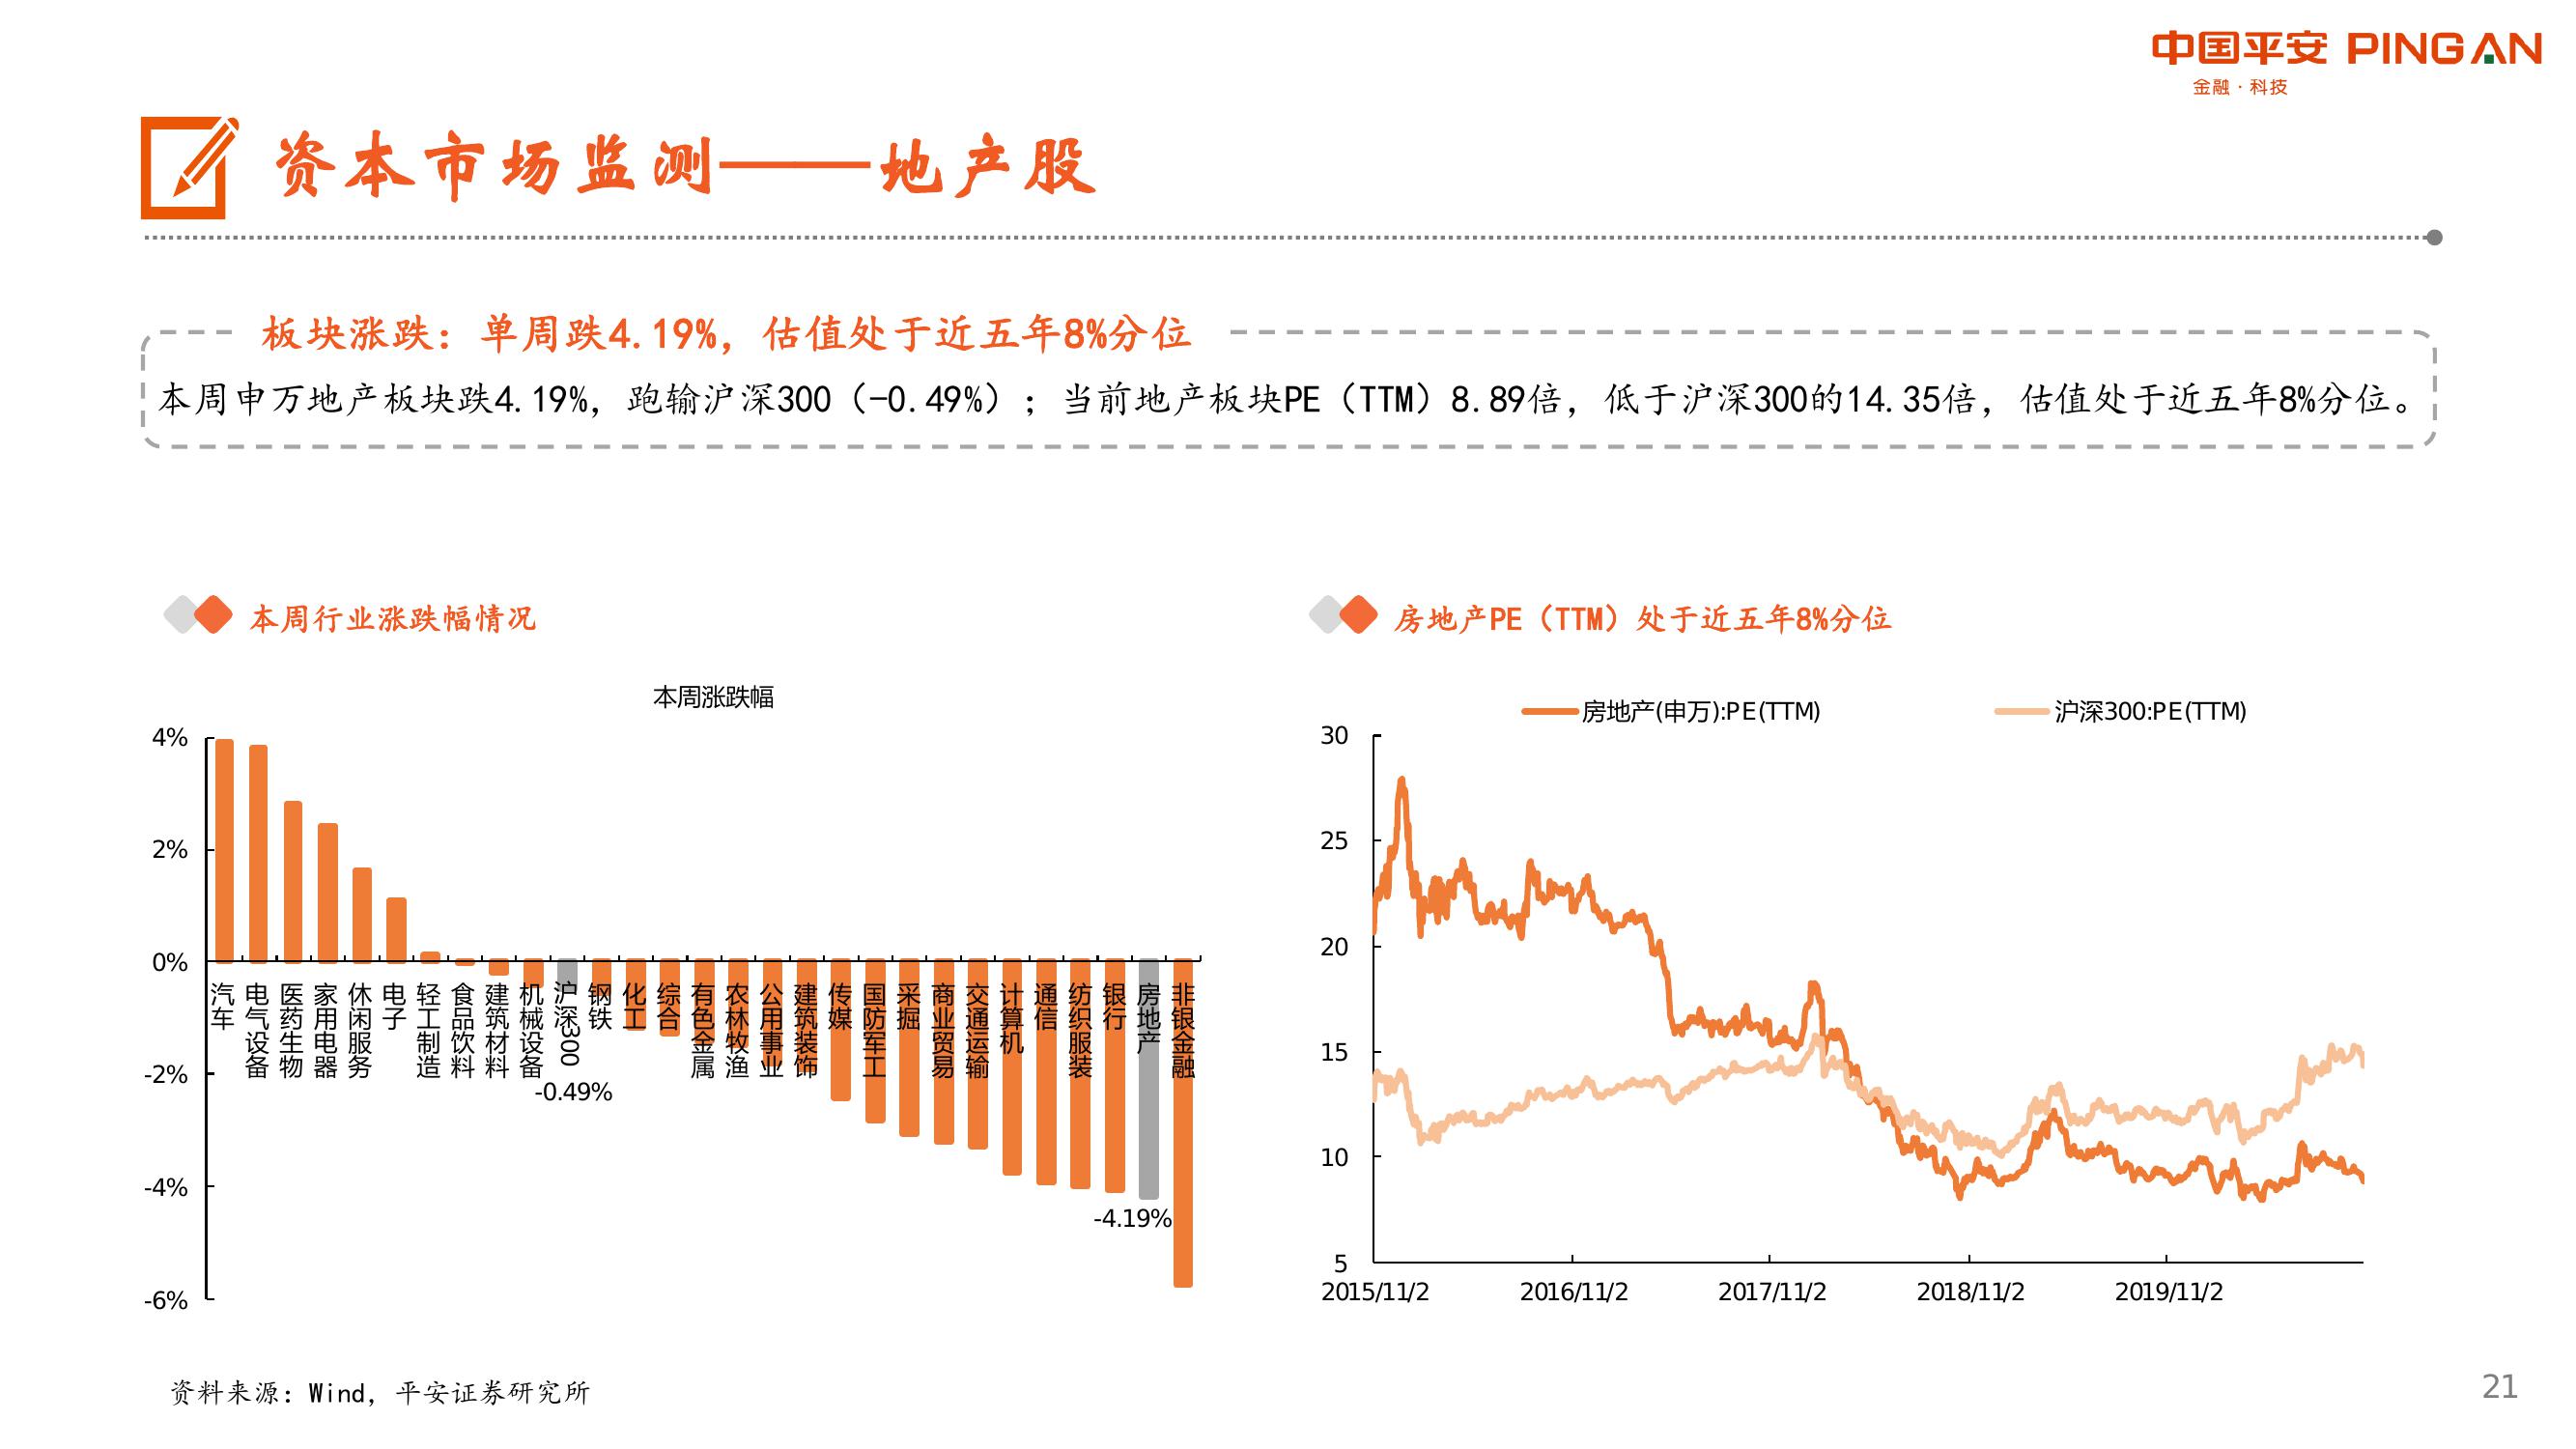 中国平安 PINGAN
金融·科技
资本市场监测——地产股
板块涨跌：单周跌4.19%，估值处于近五年8%分位
本周申万地产板块跌4.19%，跑输沪深300（-0.49%）；当前地产板块PE（TTM）8.89倍，低于沪深300的14.35倍，估值处于近五年8%分位。
本周行业涨跌幅情况
本周涨跌幅
4%
2%
0%
-2%
-4%
-6%
汽车
电气设备
医药生物
家用电器
休闲服务
电子
轻工制造
食品饮料
建筑材料
机械设备
沪深300
钢铁
化工
综合
有色金属
农林牧渔
公用事业
建筑装饰
传媒
国防军工
采掘
商业贸易
交通运输
计算机
通信
纺织服装
银行
房地产
非银金融
-0.49%
-4.19%
房地产PE（TTM）处于近五年8%分位
房地产(申万):PE(TTM)
沪深300:PE(TTM)
30
25
20
15
10
5
2015/11/2
2016/11/2
2017/11/2
2018/11/2
2019/11/2
资料来源：Wind，平安证券研究所
21